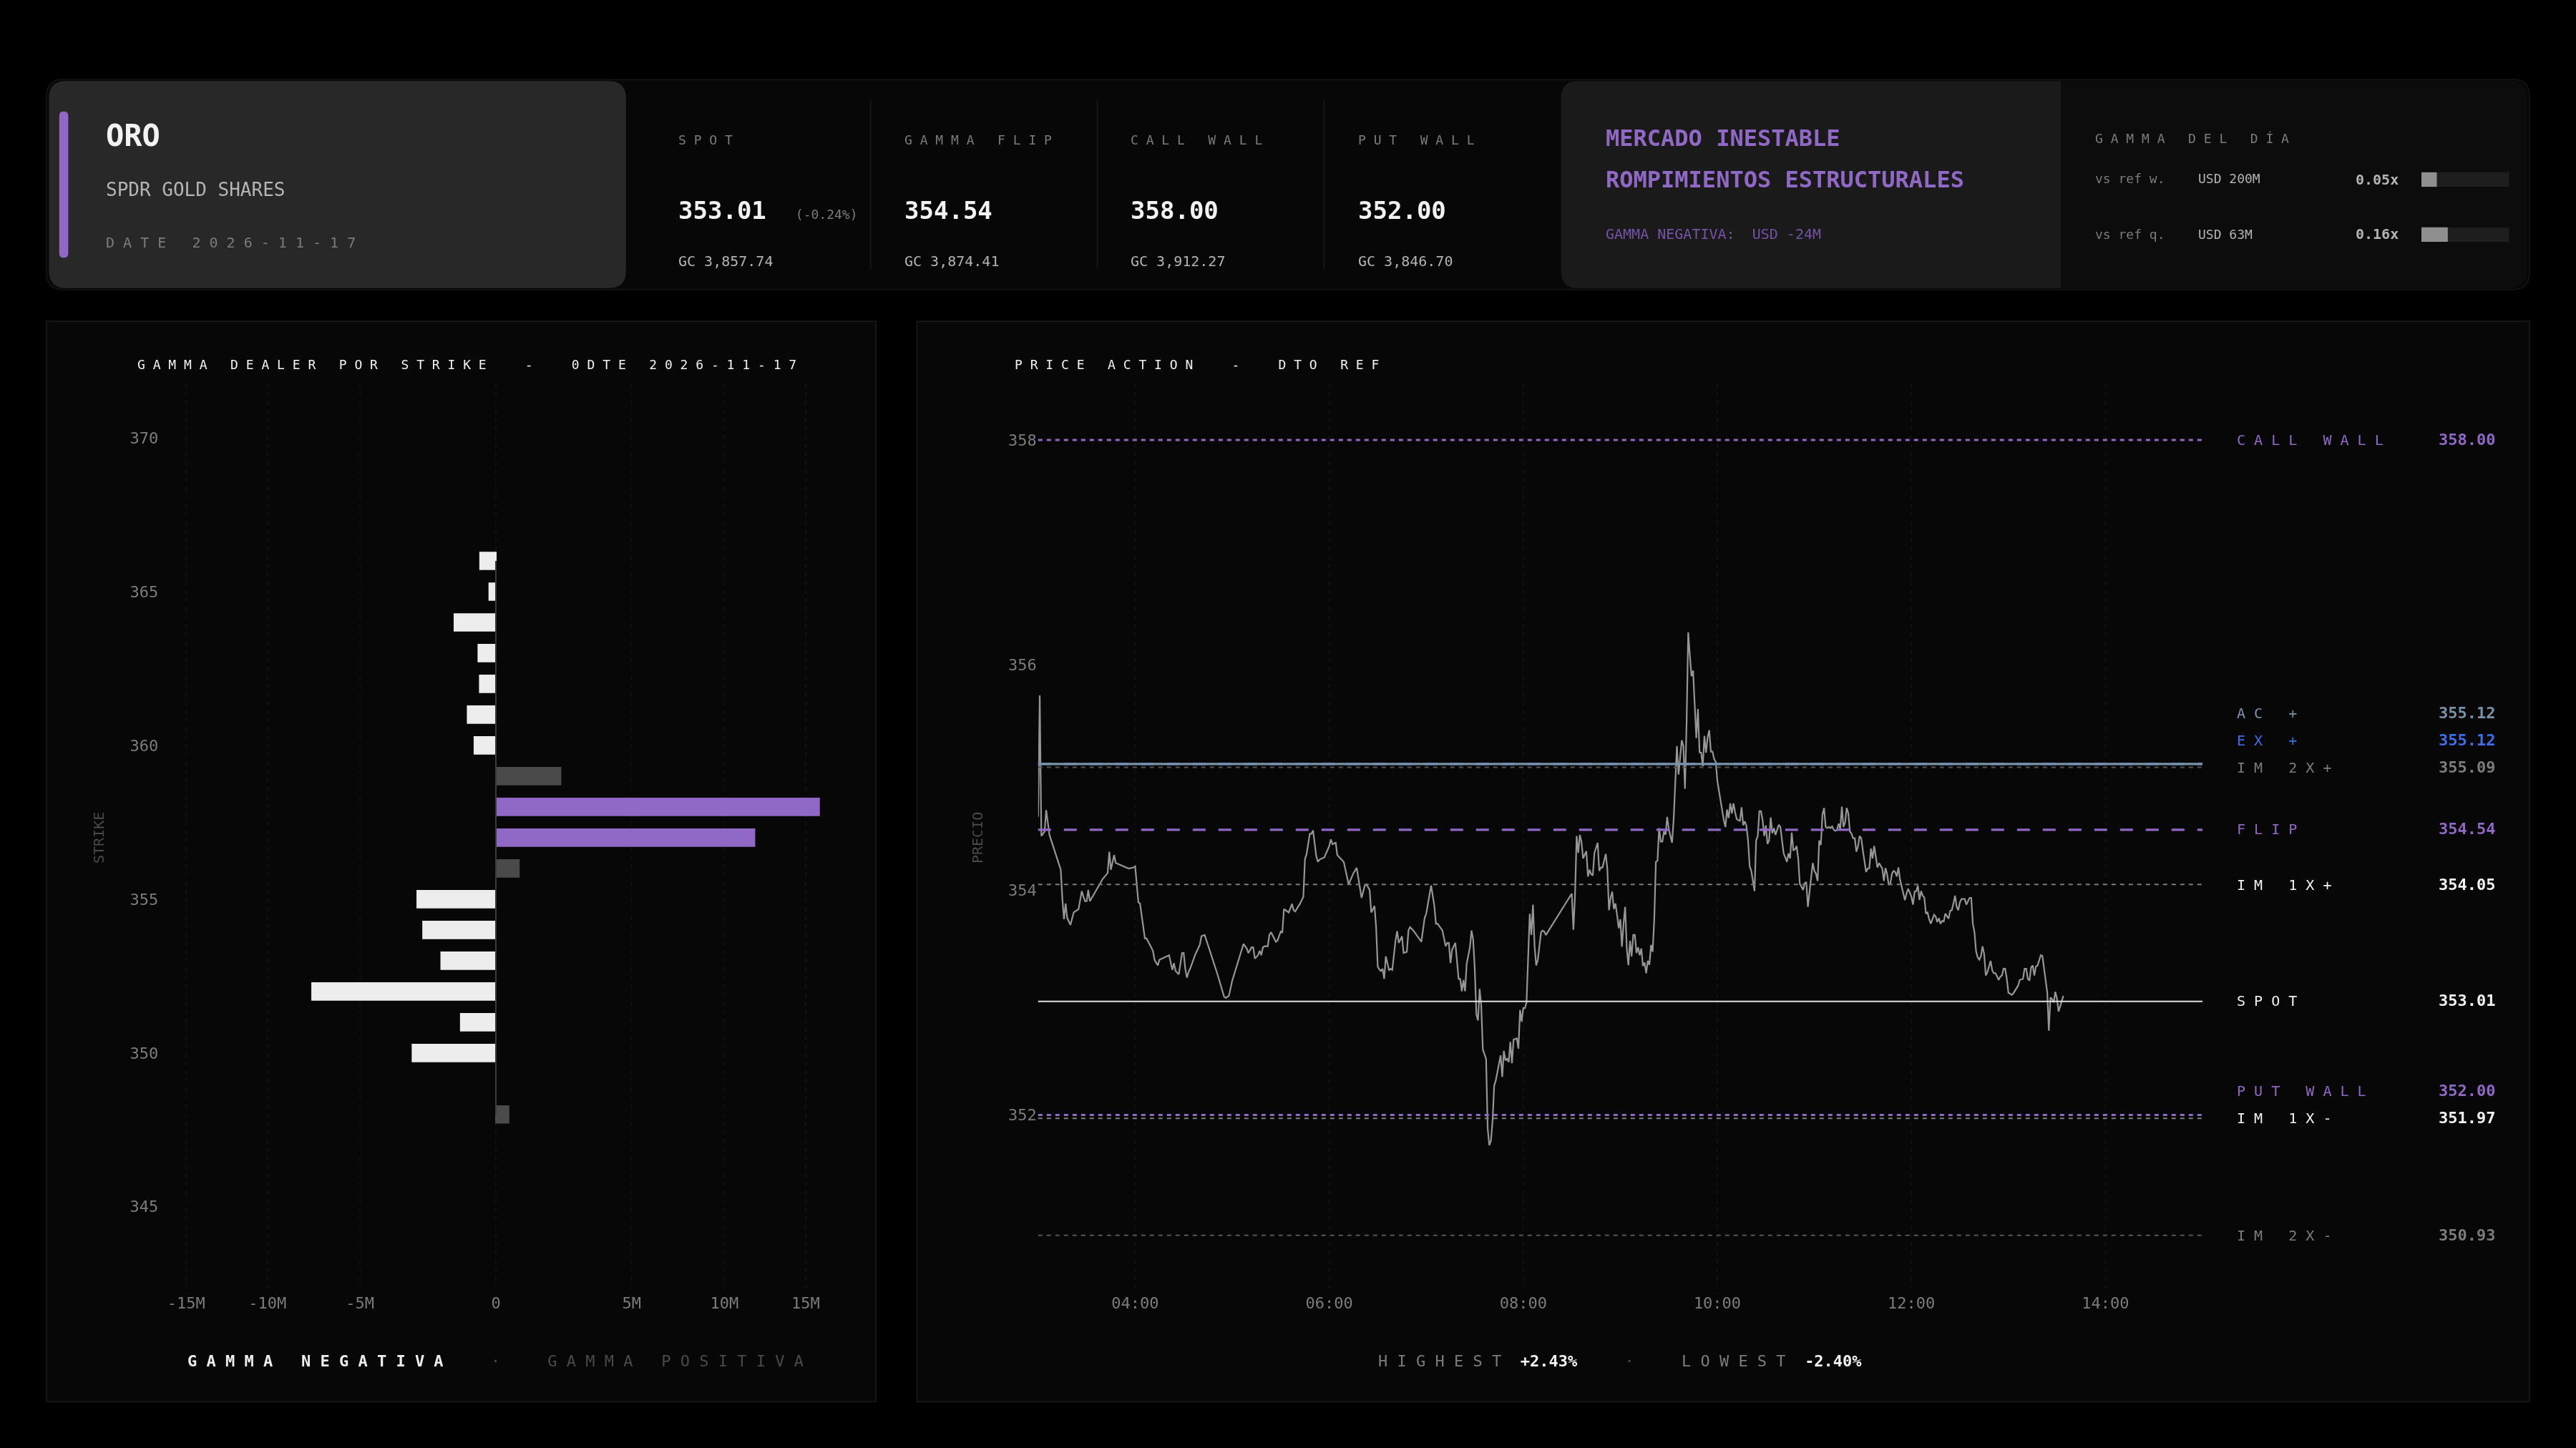 ORO
SPDR GOLD SHARES
DATE 2026-11-17
SPOT
353.01 (-0.24%)
GC 3,857.74
GAMMA FLIP
354.54
GC 3,874.41
CALL WALL
358.00
GC 3,912.27
PUT WALL
352.00
GC 3,846.70
MERCADO INESTABLE
ROMPIMIENTOS ESTRUCTURALES
GAMMA NEGATIVA: USD -24M
GAMMA DEL DÍA
vs ref w. USD 200M 0.05x
vs ref q. USD 63M 0.16x
GAMMA DEALER POR STRIKE - 0DTE 2026-11-17
STRIKE
370
365
360
355
350
345
-15M -10M -5M 0 5M 10M 15M
GAMMA NEGATIVA · GAMMA POSITIVA
PRICE ACTION - DTO REF
PRECIO
358
356
354
352
04:00 06:00 08:00 10:00 12:00 14:00
CALL WALL 358.00
AC + 355.12
EX + 355.12
IM 2X+ 355.09
FLIP 354.54
IM 1X+ 354.05
SPOT 353.01
PUT WALL 352.00
IM 1X- 351.97
IM 2X- 350.93
HIGHEST +2.43% · LOWEST -2.40%